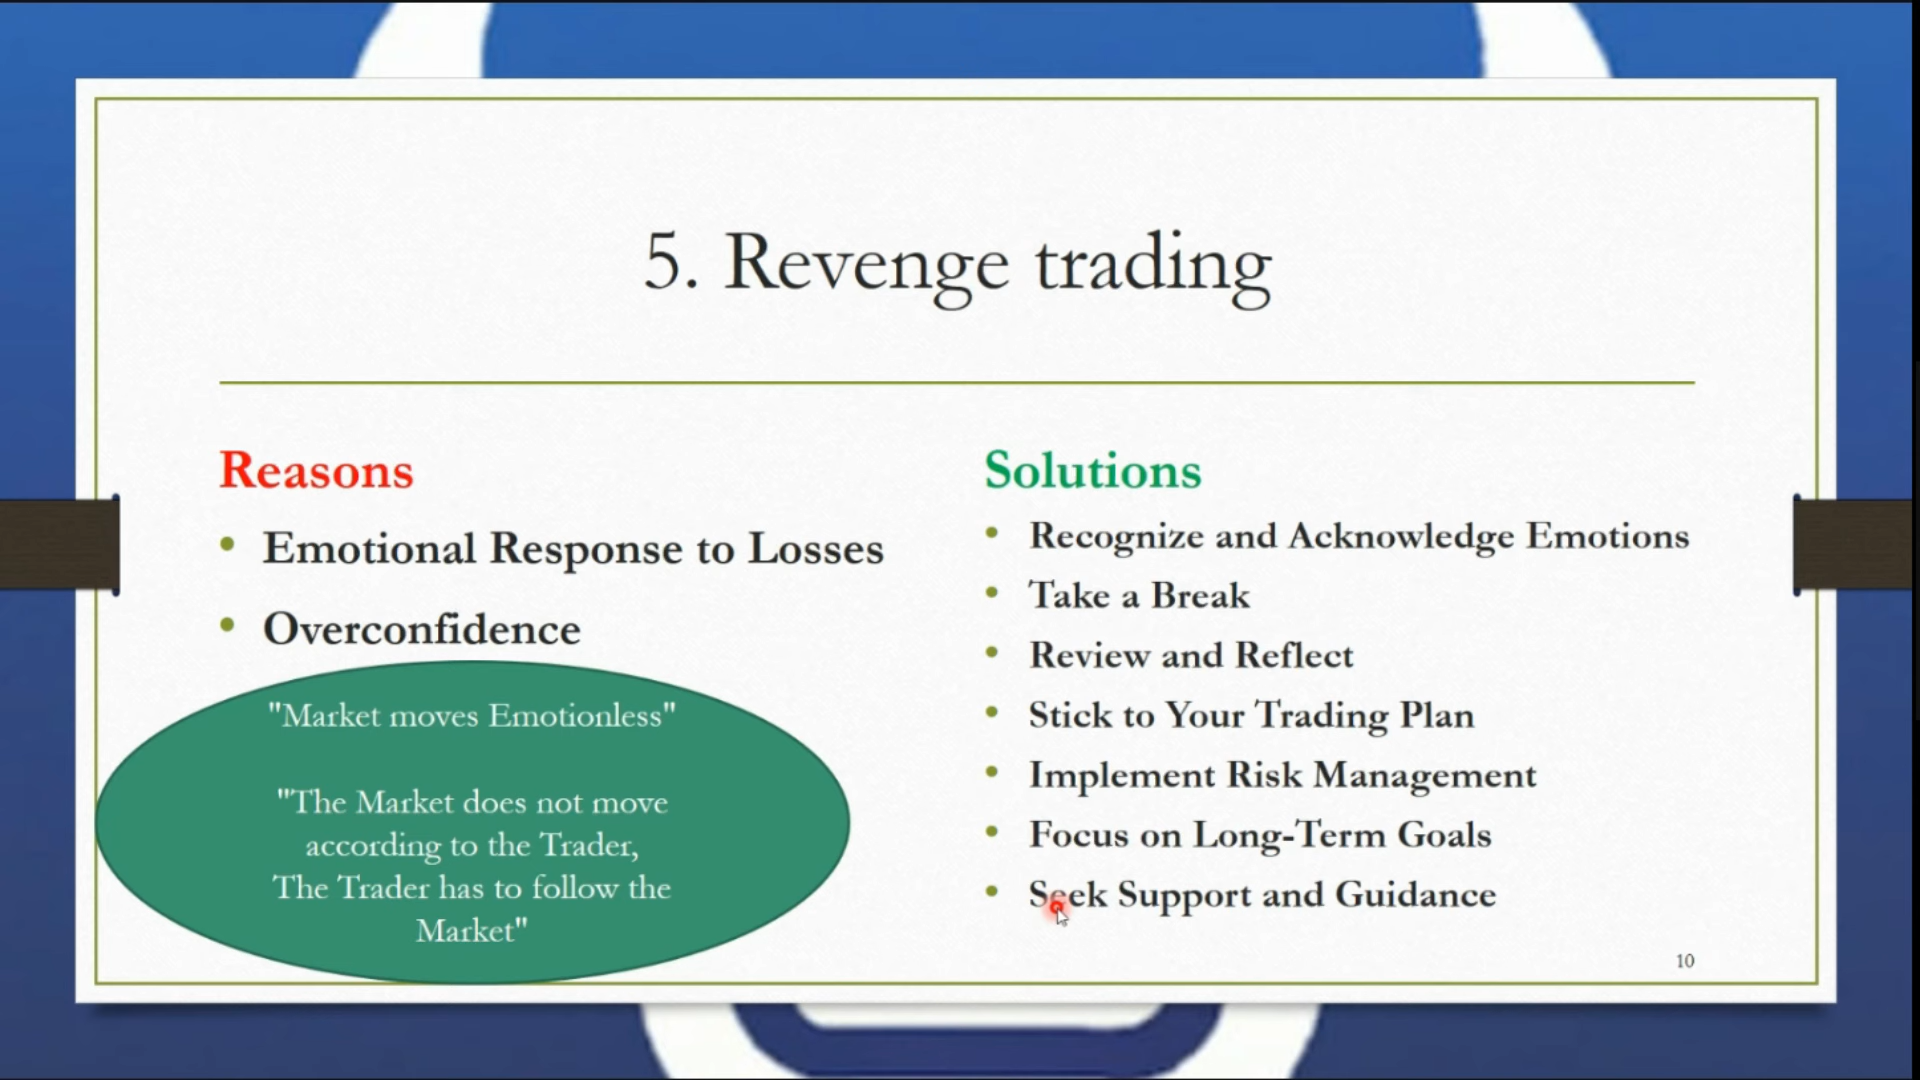 5. Revenge trading
Reasons
• Emotional Response to Losses
• Overconfidence
"Market moves Emotionless"
"The Market does not move
according to the Trader,
The Trader has to follow the
Market"
Solutions
• Recognize and Acknowledge Emotions
• Take a Break
• Review and Reflect
• Stick to Your Trading Plan
• Implement Risk Management
• Focus on Long-Term Goals
• Seek Support and Guidance
10